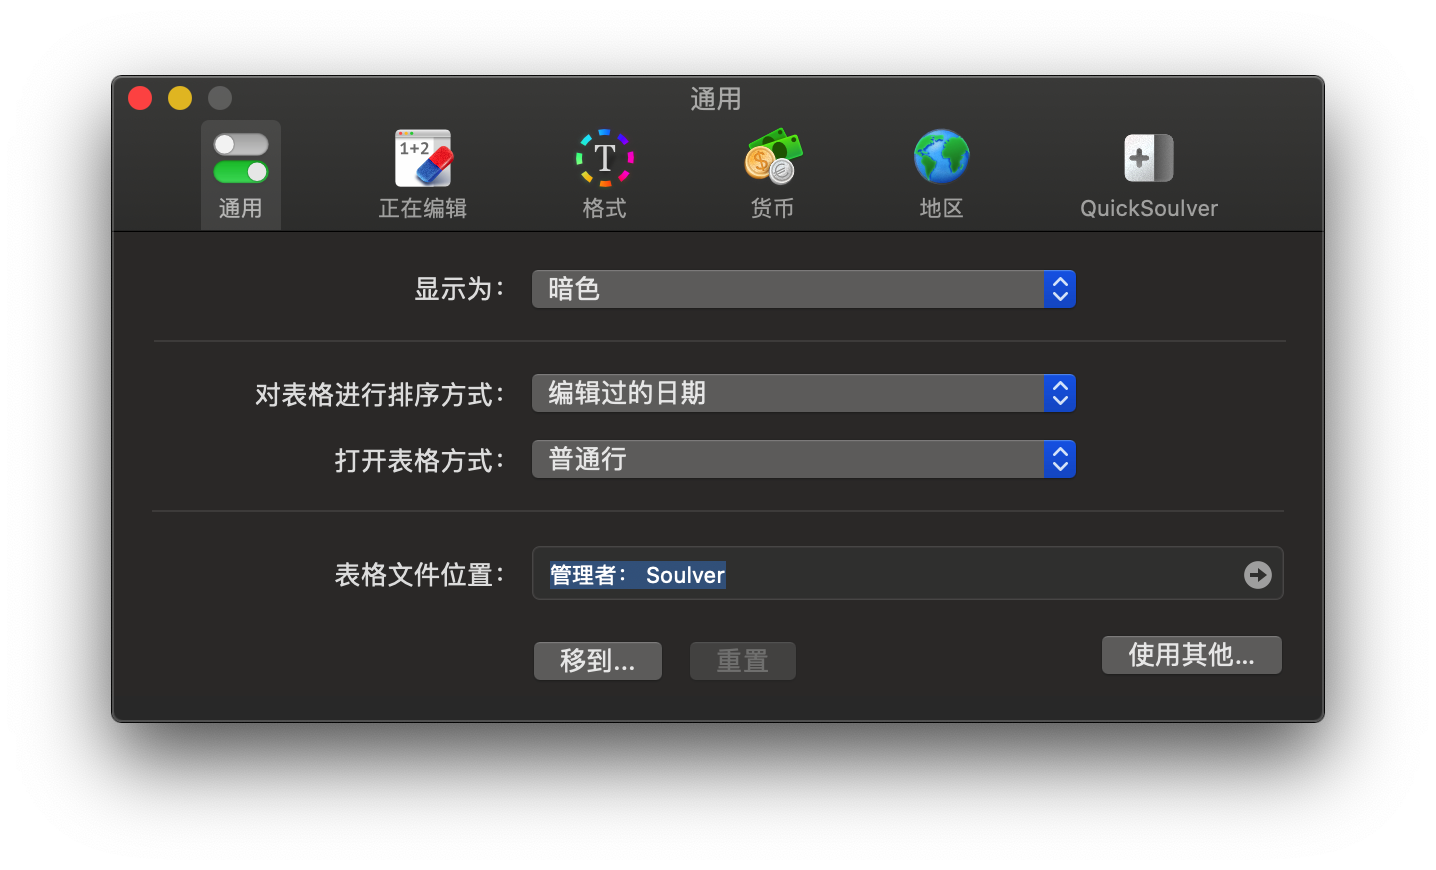 通用
1+2
T
通用
正在编辑
格式
货币
地区
QuickSoulver
显示为：
暗色
对表格进行排序方式：
编辑过的日期
打开表格方式：
普通行
表格文件位置：
管理者： Soulver
移到...
重置
使用其他...